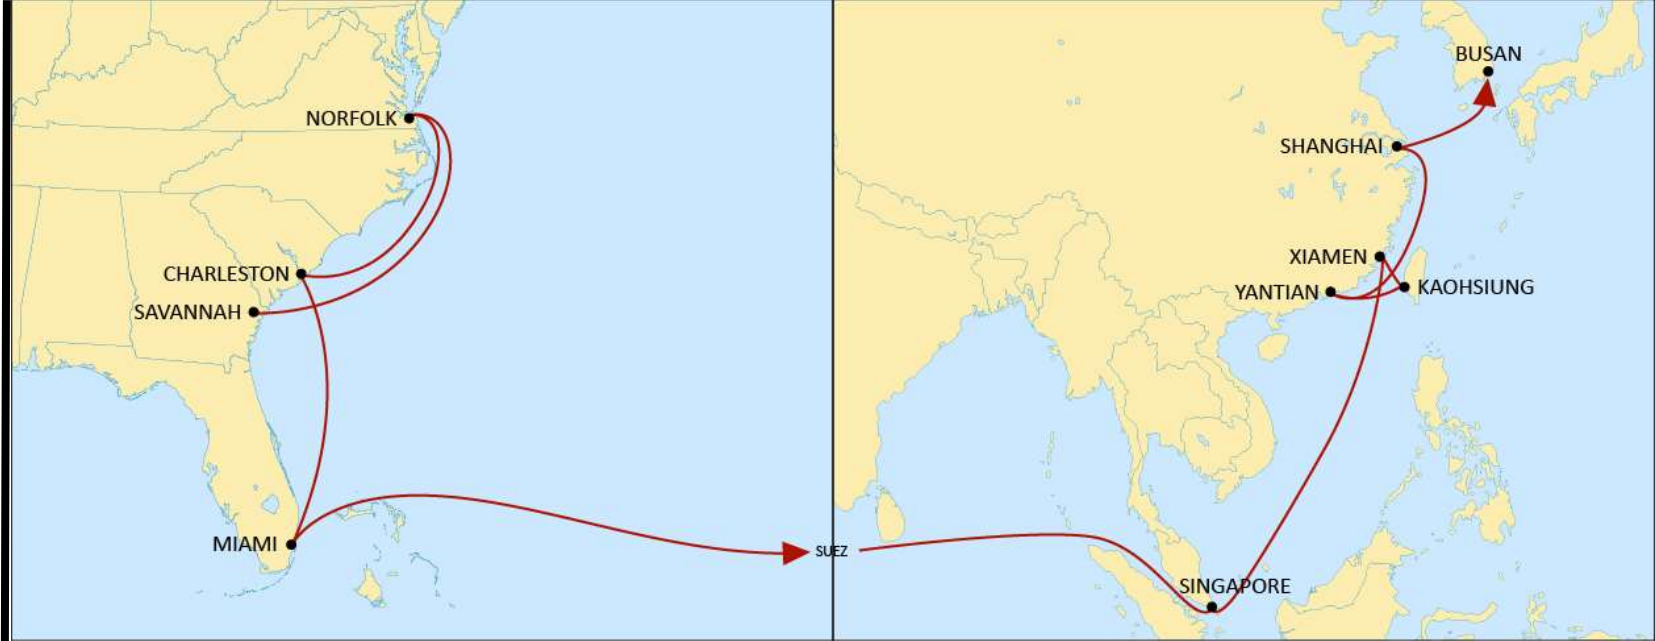 NORFOLK
CHARLESTON
SAVANNAH
MIAMI
SUEZ
BUSAN
SHANGHAI
XIAMEN
YANTIAN
KAOHSIUNG
SINGAPORE